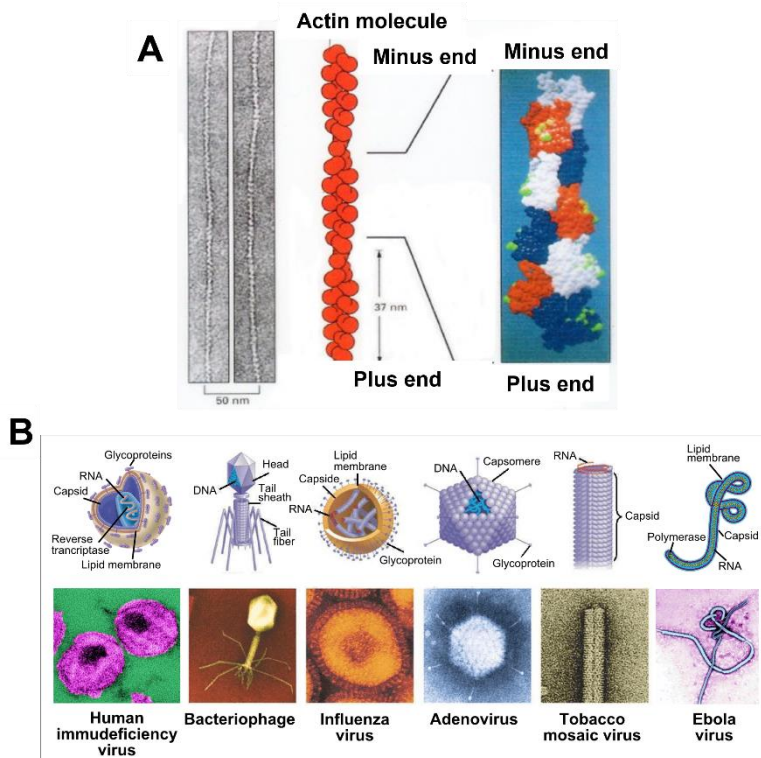 A
Actin molecule
Minus end
Minus end
37 nm
50 nm
Plus end
Plus end
B
Glycoproteins
RNA
Capsid
Reverse
trancriptase
Lipid membrane
DNA
Head
Tail
sheath
Tail
fiber
Lipid
membrane
Capside
RNA
Glycoprotein
DNA
Capsomere
Glycoprotein
RNA
Capsid
Lipid
membrane
Polymerase
Capsid
RNA
Human
immudeficiency
virus
Bacteriophage
Influenza
virus
Adenovirus
Tobacco
mosaic virus
Ebola
virus